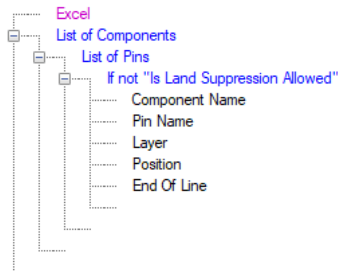 Excel
List of Components
List of Pins
If not "Is Land Suppression Allowed"
Component Name
Pin Name
Layer
Position
End Of Line